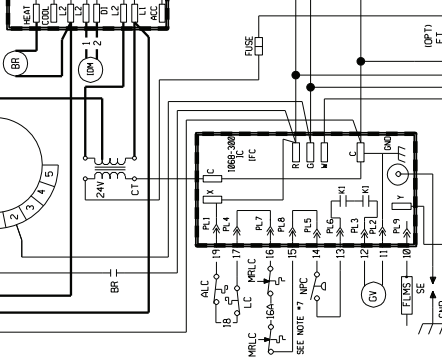 HEAT
COOL
L2
L2
DI
L2
L1
ACC
BR
1
2
IDM
FUSE
(OPT)
24V
CT
5
4
3
2
1068-300
IC
IFC
R
G
W
C
GND
C
X
Y
K1
K1
PL1
PL4
PL7
PL8
PL5
PL6
PL3
PL2
PL9
19
17
16
15
14
13
12
11
10
BR
ALC
LC
18
MRLC
16A
MRLC
SEE NOTE *7
NPC
GV
FLMS
SE
GND